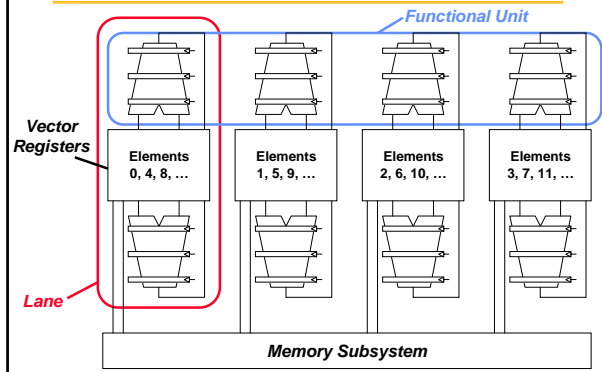 Functional Unit
Vector
Registers
Elements
0, 4, 8, …
Elements
1, 5, 9, …
Elements
2, 6, 10, …
Elements
3, 7, 11, …
Lane
Memory Subsystem